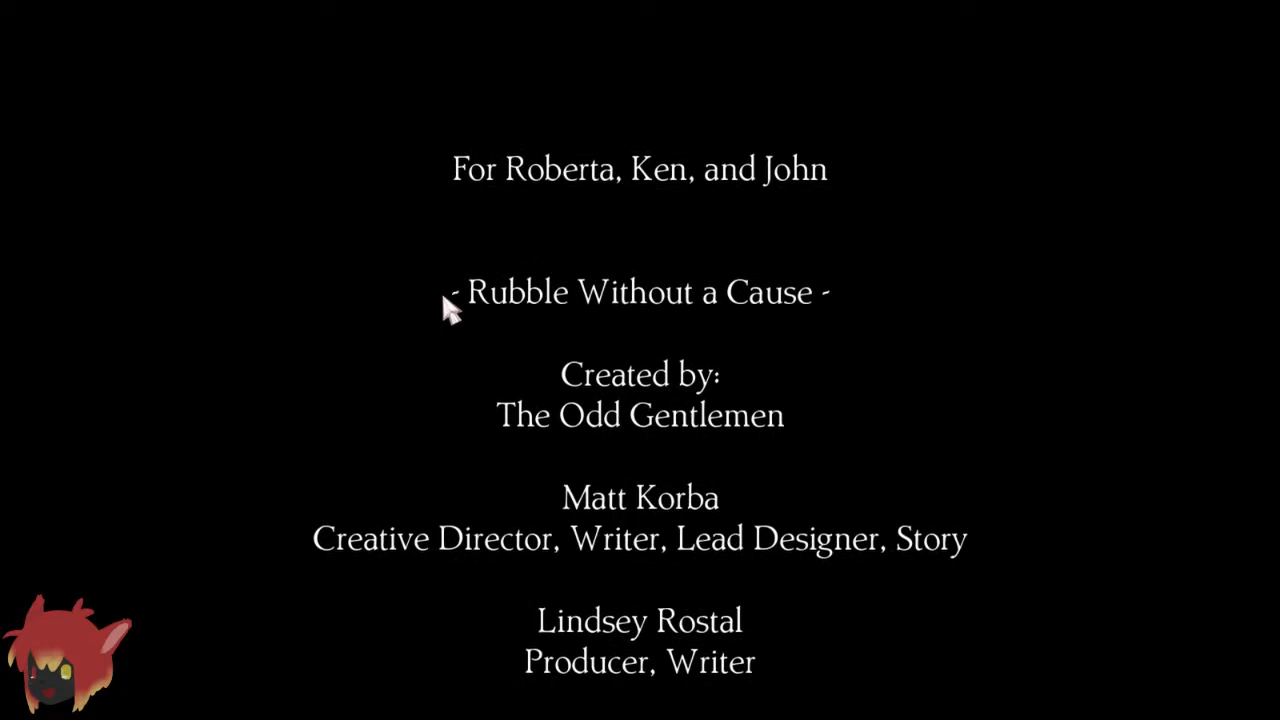 For Roberta, Ken, and John
- Rubble Without a Cause -
Created by:
The Odd Gentlemen
Matt Korba
Creative Director, Writer, Lead Designer, Story
Lindsey Rostal
Producer, Writer